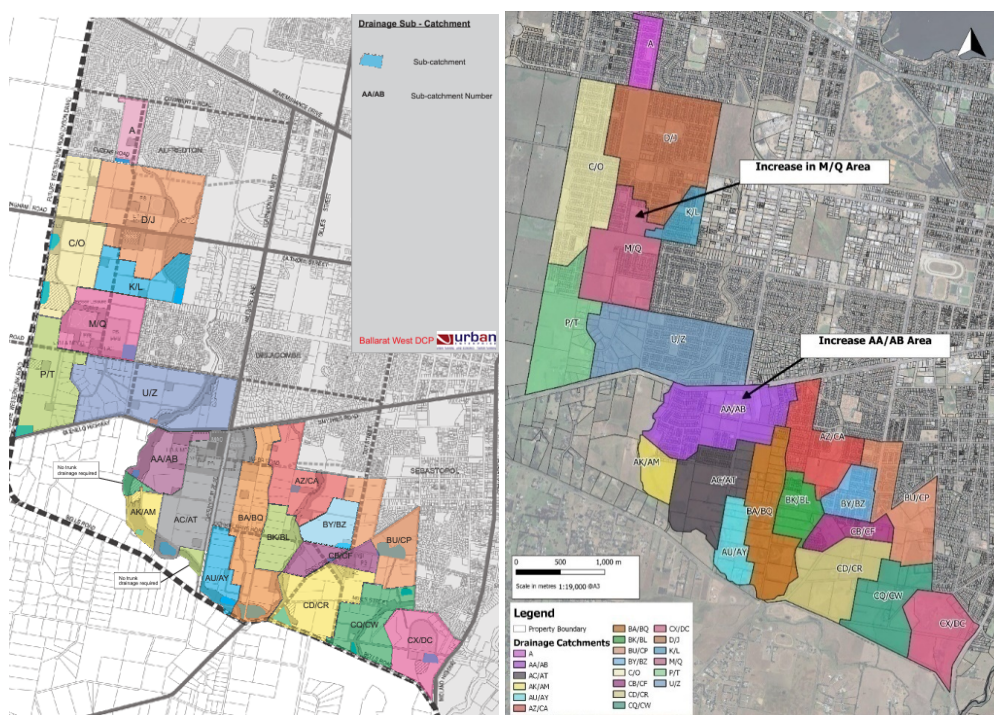 Drainage Sub - Catchment
Sub-catchment
AA/AB
Sub-catchment Number
Ballarat West DCP
urban
REMEMBRANCE DRIVE
A
ALFREDTON
D/J
C/O
K/L
M/Q
P/T
U/Z
DELACOMBE
GLENELG HIGHWAY
No trunk
drainage required
AA/AB
AK/AM
AC/AT
BA/BQ
AZ/CA
SEBASTOPOL
BY/BZ
BK/BL
CB/CF
BU/CP
No trunk
drainage required
AU/AY
CD/CR
CQ/CW
CX/DC
A
D/J
Increase in M/Q Area
C/O
K/L
M/Q
P/T
U/Z
Increase AA/AB Area
AA/AB
AZ/CA
AK/AM
AC/AT
BK/BL
BY/BZ
BU/CP
BA/BQ
CB/CF
AU/AY
CD/CR
CQ/CW
CX/DC
0 500 1,000 m
Scale in metres 1:19,000 @A3
Legend
Property Boundary
Drainage Catchments
A
AA/AB
AC/AT
AK/AM
AU/AY
AZ/CA
BA/BQ
BK/BL
BU/CP
BY/BZ
C/O
CB/CF
CD/CR
CQ/CW
CX/DC
D/J
K/L
M/Q
P/T
U/Z